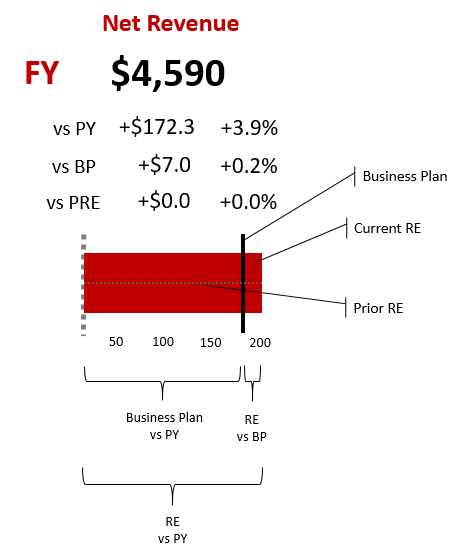 Net Revenue
FY $4,590
vs PY +$172.3 +3.9%
vs BP +$7.0 +0.2%
vs PRE +$0.0 +0.0%
Business Plan
Current RE
Prior RE
50 100 150 200
Business Plan
vs PY
RE
vs BP
RE
vs PY